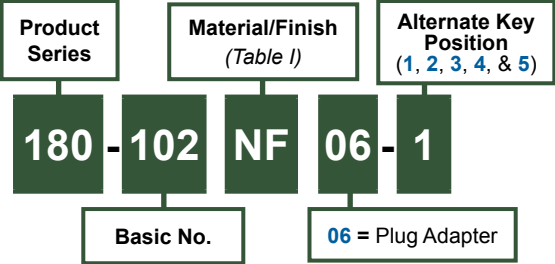 Product
Series
Material/Finish
(Table I)
Alternate Key
Position
(1, 2, 3, 4, & 5)
180 - 102 NF 06 - 1
Basic No.
06 = Plug Adapter